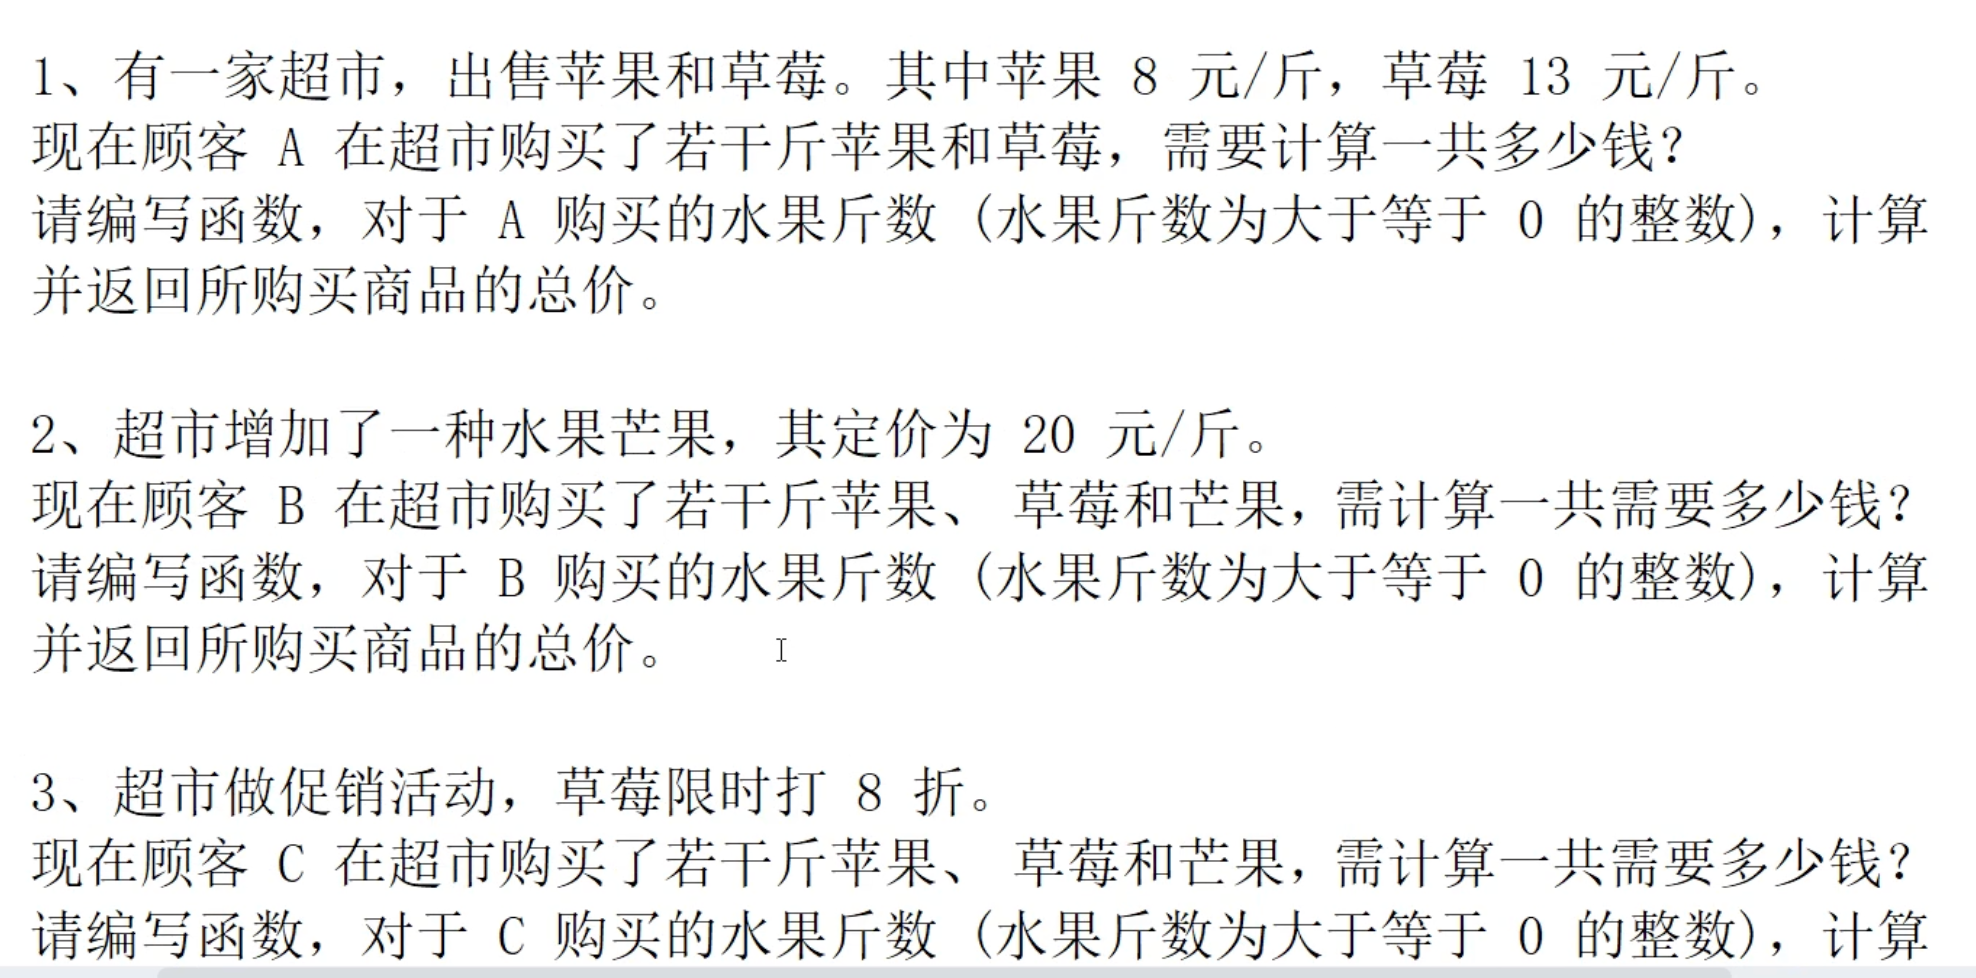 1、有一家超市，出售苹果和草莓。其中苹果 8 元/斤，草莓 13 元/斤。
现在顾客 A 在超市购买了若干斤苹果和草莓，需要计算一共多少钱？
请编写函数，对于 A 购买的水果斤数 (水果斤数为大于等于 0 的整数)，计算
并返回所购买商品的总价。
2、超市增加了一种水果芒果，其定价为 20 元/斤。
现在顾客 B 在超市购买了若干斤苹果、 草莓和芒果，需计算一共需要多少钱？
请编写函数，对于 B 购买的水果斤数 (水果斤数为大于等于 0 的整数)，计算
并返回所购买商品的总价。
3、超市做促销活动，草莓限时打 8 折。
现在顾客 C 在超市购买了若干斤苹果、 草莓和芒果，需计算一共需要多少钱？
请编写函数，对于 C 购买的水果斤数 (水果斤数为大于等于 0 的整数)，计算